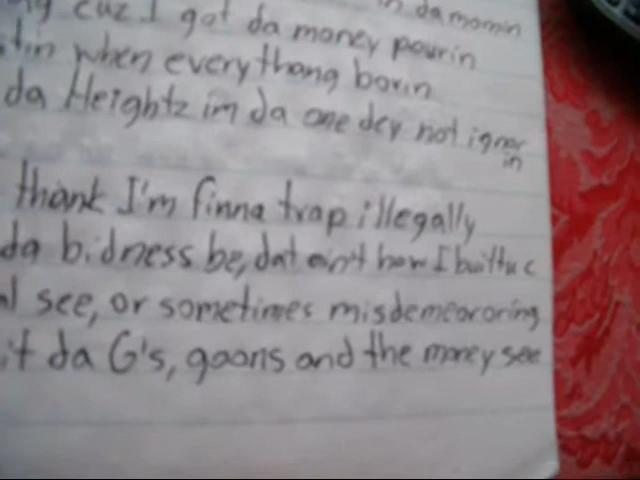 cuz I got da money pourin
in da mornin
when everythang borin
da Heightz im da one dey not ignor
in
thank I'm finna trap illegally
da bidness be, dat ain't how I built u c
see, or sometimes misdemeanoring
it da G's, goons and the money see